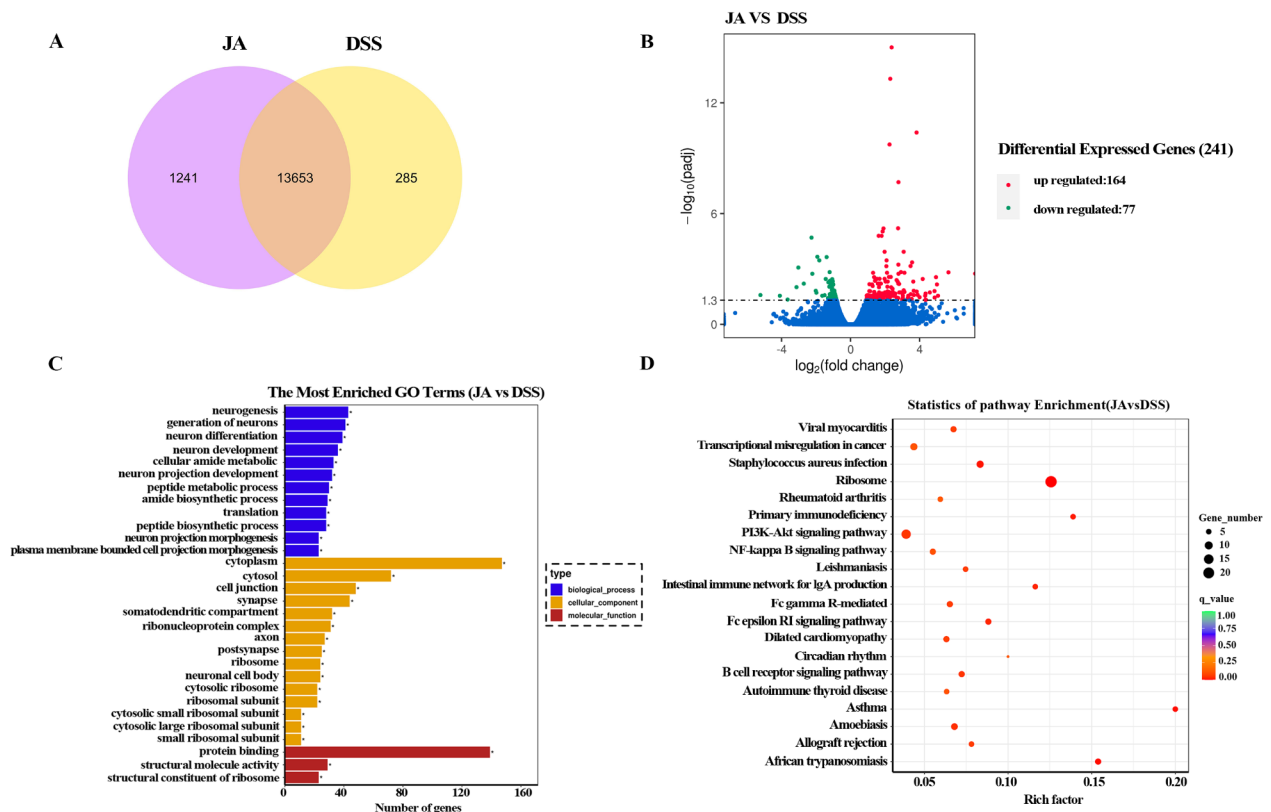 A
JA
DSS
1241
13653
285
B
JA VS DSS
−log10(padj)
12
6
1.3
0
-4
0
4
log2(fold change)
Differential Expressed Genes (241)
up regulated:164
down regulated:77
C
The Most Enriched GO Terms (JA vs DSS)
neurogenesis
generation of neurons
neuron differentiation
neuron development
cellular amide metabolic
neuron projection development
peptide metabolic process
amide biosynthetic process
translation
peptide biosynthetic process
neuron projection morphogenesis
plasma membrane bounded cell projection morphogenesis
cytoplasm
cytosol
cell junction
synapse
somatodendritic compartment
ribonucleoprotein complex
axon
postsynapse
ribosome
neuronal cell body
cytosolic ribosome
ribosomal subunit
cytosolic small ribosomal subunit
cytosolic large ribosomal subunit
small ribosomal subunit
protein binding
structural molecule activity
structural constituent of ribosome
0
40
80
120
160
Number of genes
type
biological_process
cellular_component
molecular_function
D
Statistics of pathway Enrichment(JAvsDSS)
Viral myocarditis
Transcriptional misregulation in cancer
Staphylococcus aureus infection
Ribosome
Rheumatoid arthritis
Primary immunodeficiency
PI3K-Akt signaling pathway
NF-kappa B signaling pathway
Leishmaniasis
Intestinal immune network for lgA production
Fc gamma R-mediated
Fc epsilon RI signaling pathway
Dilated cardiomyopathy
Circadian rhythm
B cell receptor signaling pathway
Autoimmune thyroid disease
Asthma
Amoebiasis
Allograft rejection
African trypanosomiasis
0.05
0.10
0.15
0.20
Rich factor
Gene_number
5
10
15
20
q_value
1.00
0.75
0.50
0.25
0.00